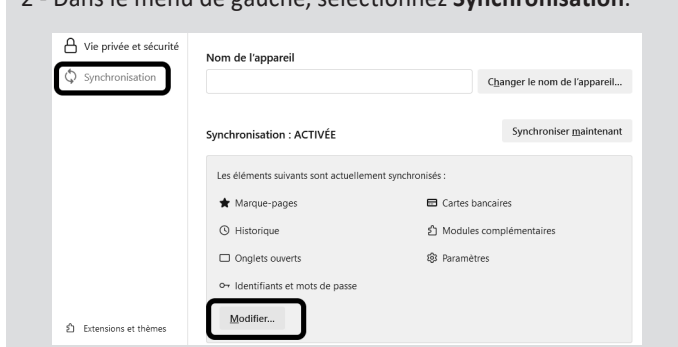 2 - Dans le menu de gauche, sélectionnez Synchronisation.
Vie privée et sécurité
Synchronisation
Nom de l'appareil
Changer le nom de l'appareil...
Synchronisation : ACTIVÉE
Synchroniser maintenant
Les éléments suivants sont actuellement synchronisés :
Marque-pages
Cartes bancaires
Historique
Modules complémentaires
Onglets ouverts
Paramètres
Identifiants et mots de passe
Modifier...
Extensions et thèmes